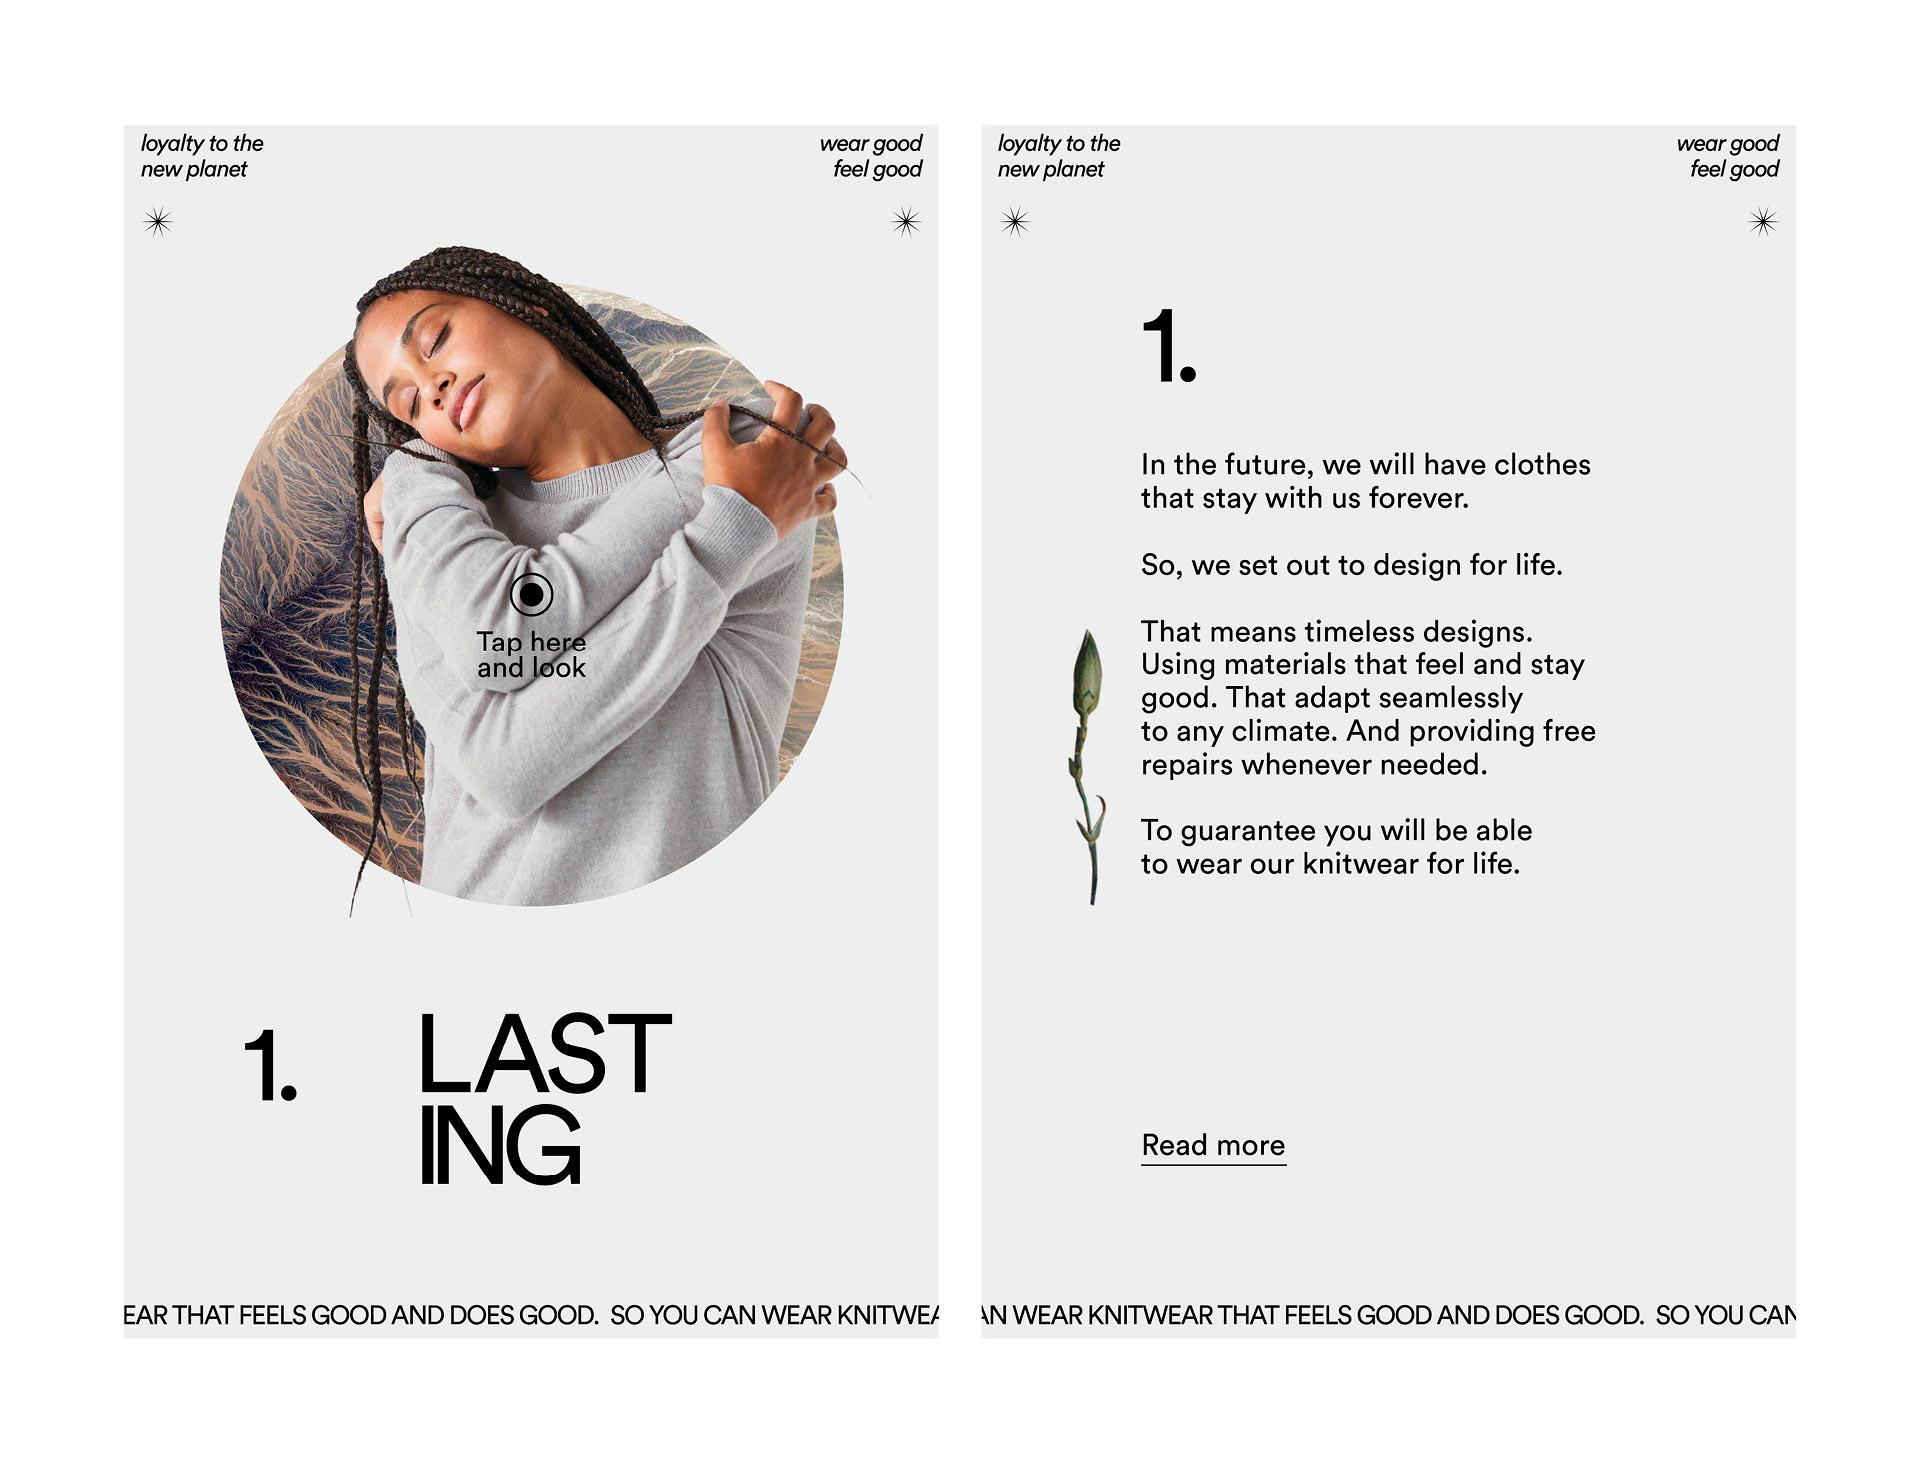 loyalty to the
new planet
wear good
feel good
Tap here
and look
1.
LAST
ING
EAR THAT FEELS GOOD AND DOES GOOD. SO YOU CAN WEAR KNITWEA
loyalty to the
new planet
wear good
feel good
1.
In the future, we will have clothes
that stay with us forever.
So, we set out to design for life.
That means timeless designs.
Using materials that feel and stay
good. That adapt seamlessly
to any climate. And providing free
repairs whenever needed.
To guarantee you will be able
to wear our knitwear for life.
Read more
AN WEAR KNITWEAR THAT FEELS GOOD AND DOES GOOD. SO YOU CAN